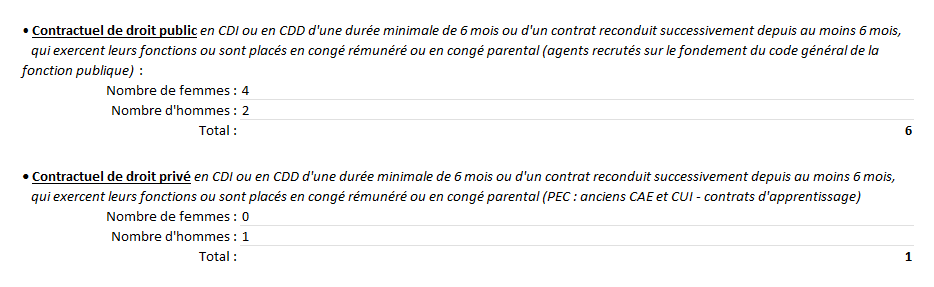 • Contractuel de droit public en CDI ou en CDD d'une durée minimale de 6 mois ou d'un contrat reconduit successivement depuis au moins 6 mois,
qui exercent leurs fonctions ou sont placés en congé rémunéré ou en congé parental (agents recrutés sur le fondement du code général de la
fonction publique) :
Nombre de femmes : 4
Nombre d'hommes : 2
Total : 6
• Contractuel de droit privé en CDI ou en CDD d'une durée minimale de 6 mois ou d'un contrat reconduit successivement depuis au moins 6 mois,
qui exercent leurs fonctions ou sont placés en congé rémunéré ou en congé parental (PEC : anciens CAE et CUI - contrats d'apprentissage)
Nombre de femmes : 0
Nombre d'hommes : 1
Total : 1